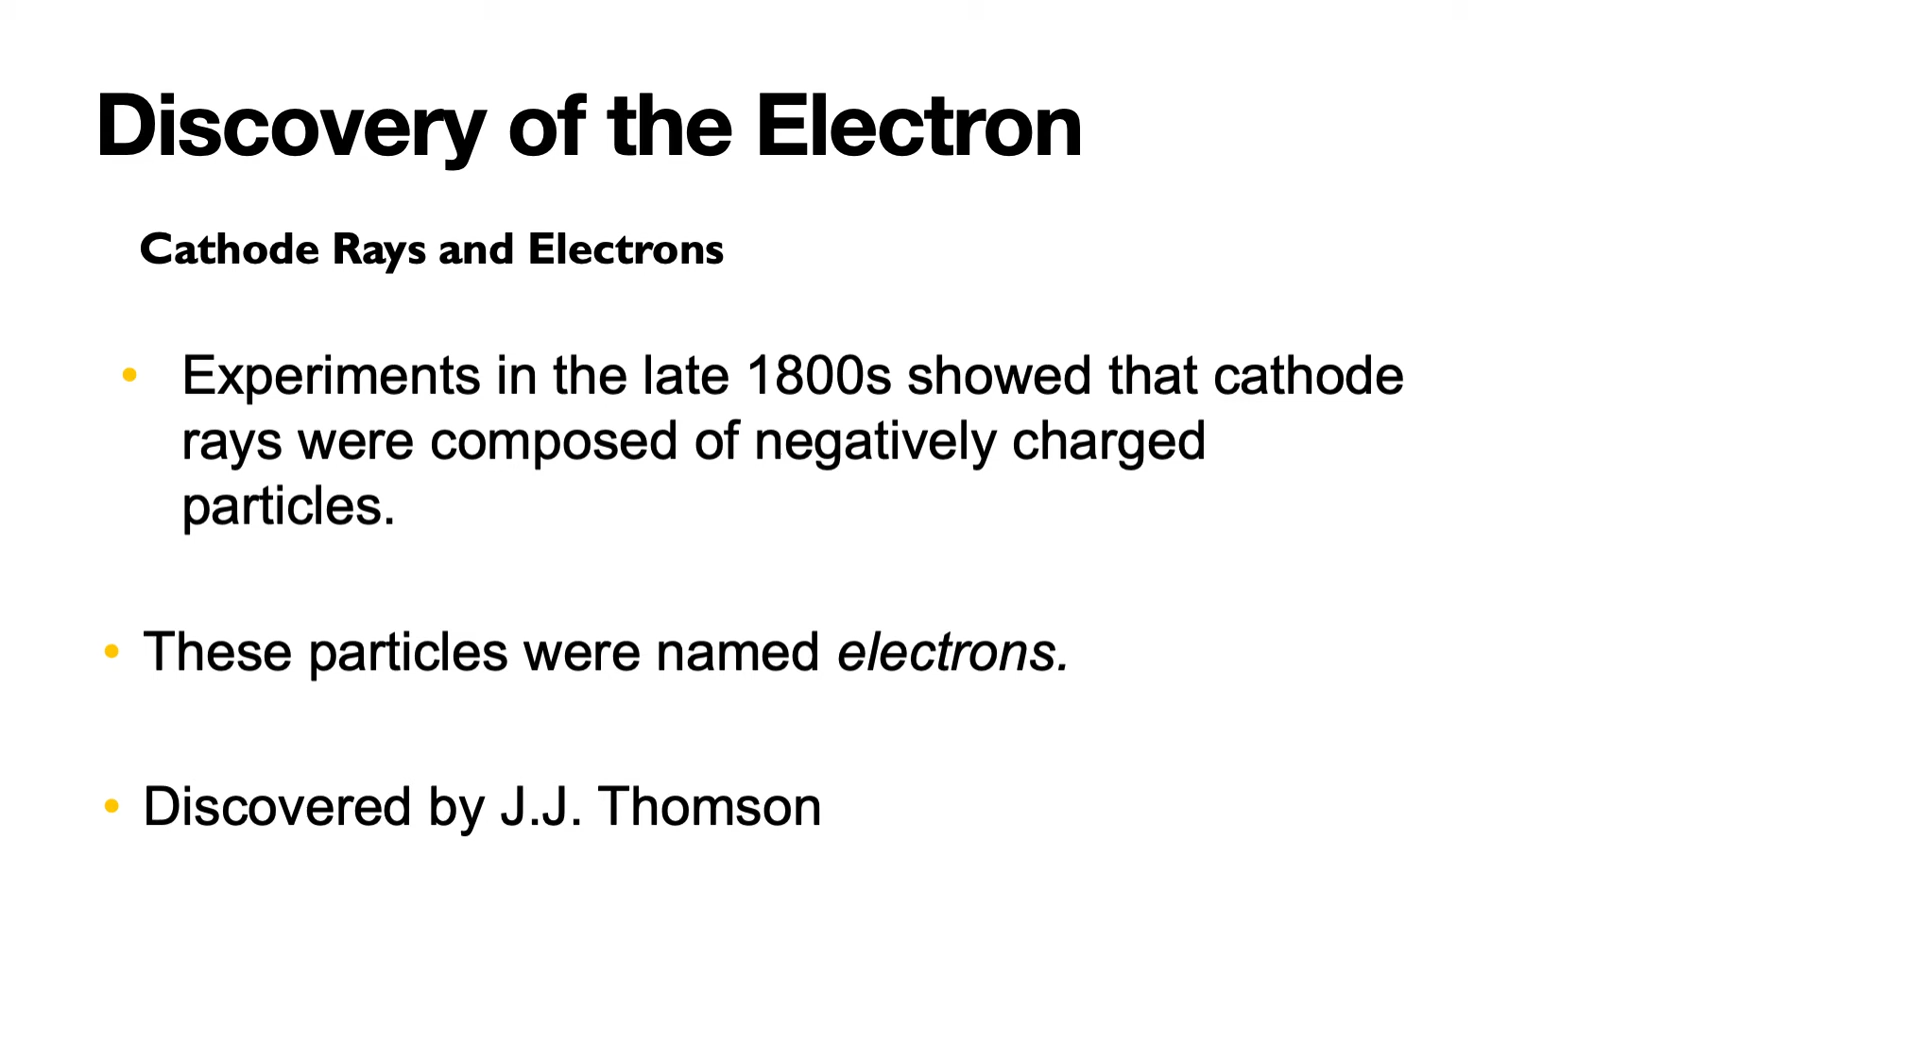 Discovery of the Electron
Cathode Rays and Electrons
• Experiments in the late 1800s showed that cathode
rays were composed of negatively charged
particles.
• These particles were named electrons.
• Discovered by J.J. Thomson